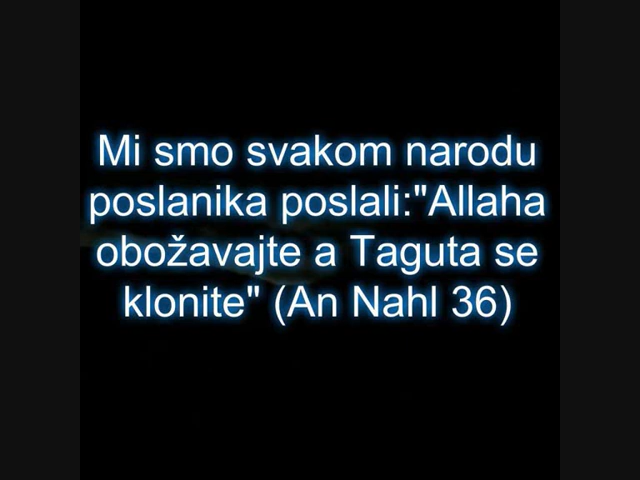 Mi smo svakom narodu
poslanika poslali:"Allaha
obožavajte a Taguta se
klonite" (An Nahl 36)